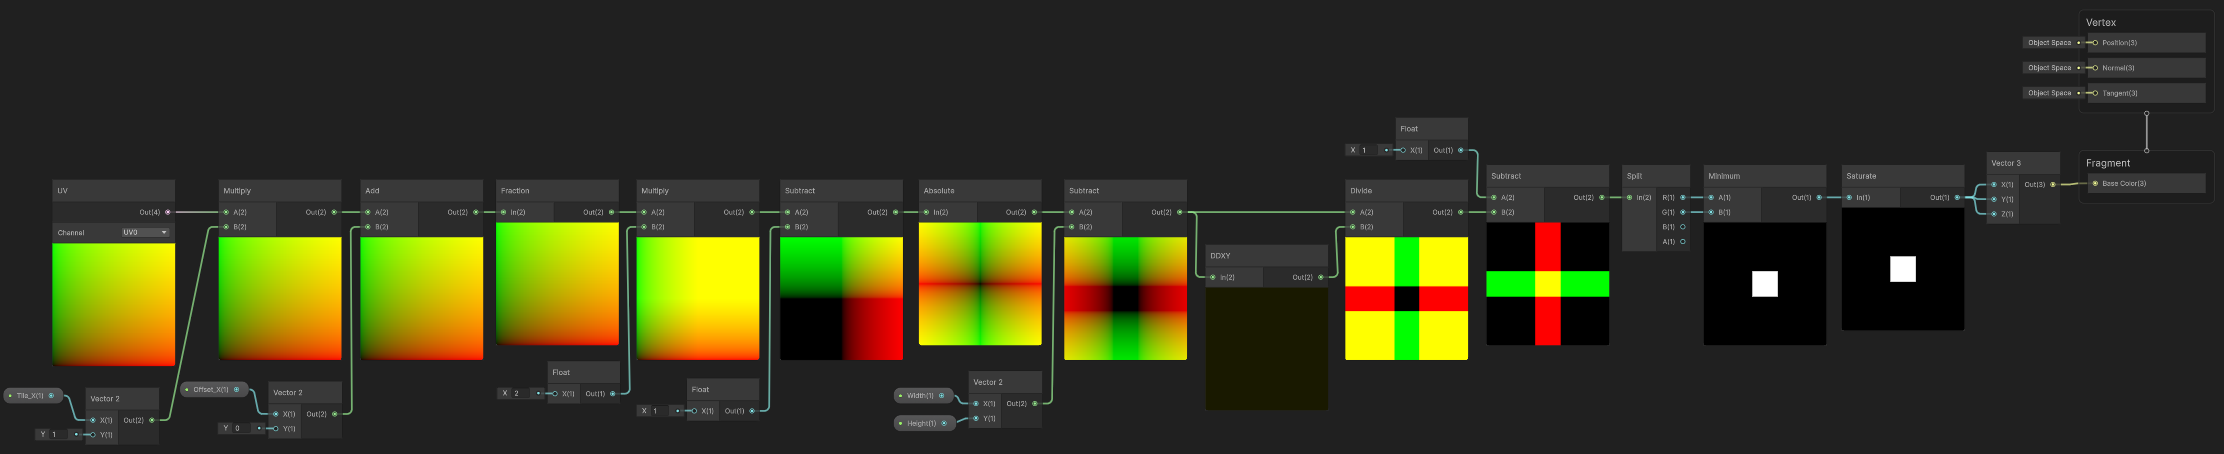 UV
Out(4)
Channel
UV0
Tile_X(1)
Y 1
Vector 2
X(1)
Out(2)
Y(1)
Multiply
A(2)
Out(2)
B(2)
Offset_X(1)
Y 0
Vector 2
X(1)
Out(2)
Y(1)
Add
A(2)
Out(2)
B(2)
Fraction
In(2)
Out(2)
Float
X 2
X(1)
Out(1)
Multiply
A(2)
Out(2)
B(2)
Float
X 1
X(1)
Out(1)
Subtract
A(2)
Out(2)
B(2)
Absolute
In(2)
Out(2)
Width(1)
Height(1)
Vector 2
X(1)
Out(2)
Y(1)
Subtract
A(2)
Out(2)
B(2)
DDXY
In(2)
Out(2)
Divide
A(2)
Out(2)
B(2)
Float
X 1
X(1)
Out(1)
Subtract
A(2)
Out(2)
B(2)
Split
In(2)
R(1)
G(1)
B(1)
A(1)
Minimum
A(1)
Out(1)
B(1)
Saturate
In(1)
Out(1)
Vector 3
X(1)
Out(3)
Y(1)
Z(1)
Vertex
Object Space
Position(3)
Object Space
Normal(3)
Object Space
Tangent(3)
Fragment
Base Color(3)